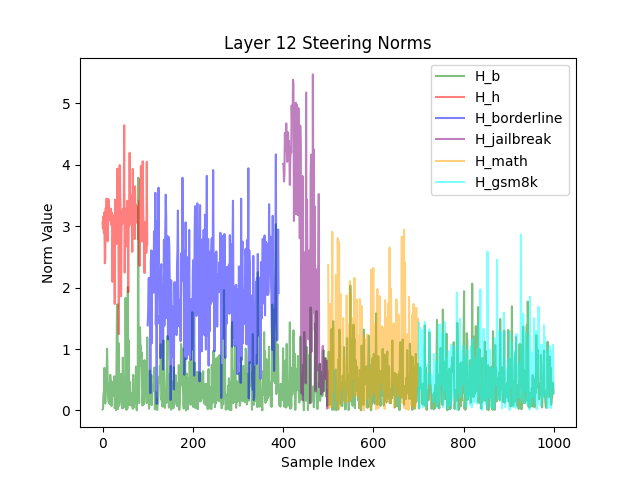 Layer 12 Steering Norms
H_b
H_h
H_borderline
H_jailbreak
H_math
H_gsm8k
Norm Value
5
4
3
2
1
0
0
200
400
600
800
1000
Sample Index